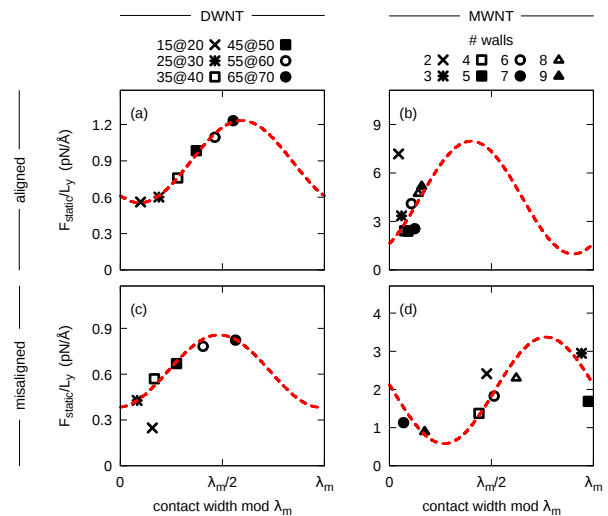 DWNT
MWNT
15@20 45@50
25@30 55@60
35@40 65@70
# walls
2 4 6 8
3 5 7 9
aligned
F_static/L_y (pN/Å)
(a)
1.2
0.9
0.6
0.3
0
(b)
9
6
3
0
misaligned
F_static/L_y (pN/Å)
(c)
0.9
0.6
0.3
0
(d)
4
3
2
1
0
0 λ_m/2 λ_m
0 λ_m/2 λ_m
contact width mod λ_m
contact width mod λ_m